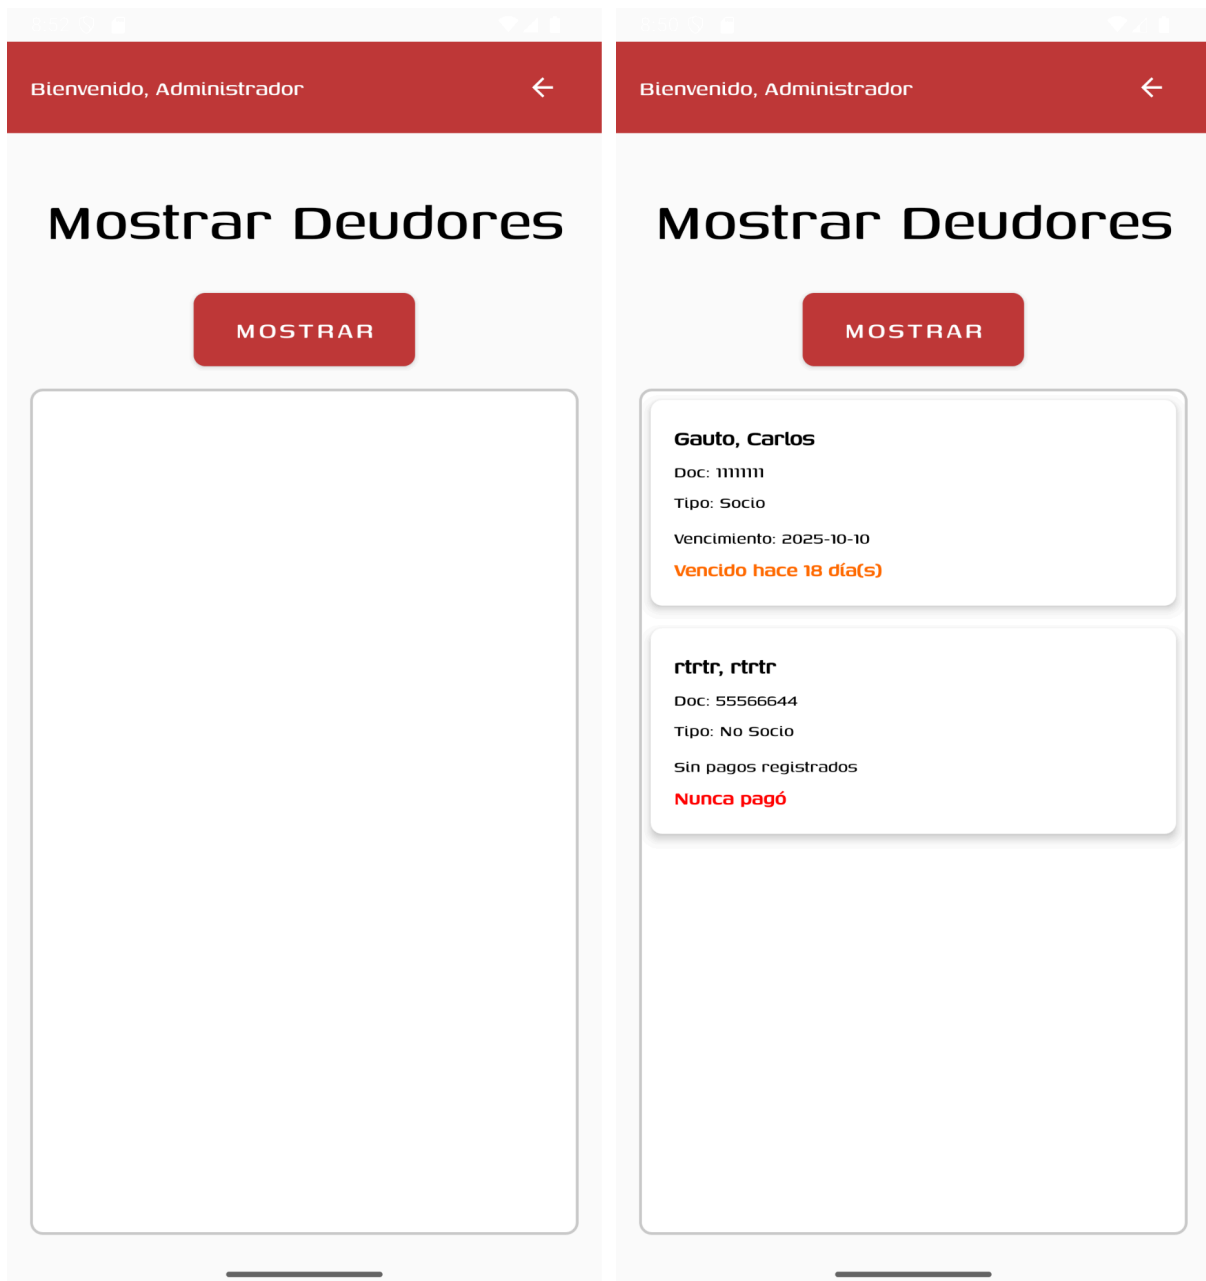 Bienvenido, Administrador
Mostrar Deudores
MOSTRAR
Bienvenido, Administrador
Mostrar Deudores
MOSTRAR
Gauto, Carlos
Doc: 11111111
Tipo: Socio
Vencimiento: 2025-10-10
Vencido hace 18 día(s)
rtrtr, rtrtr
Doc: 55566644
Tipo: No Socio
Sin pagos registrados
Nunca pagó